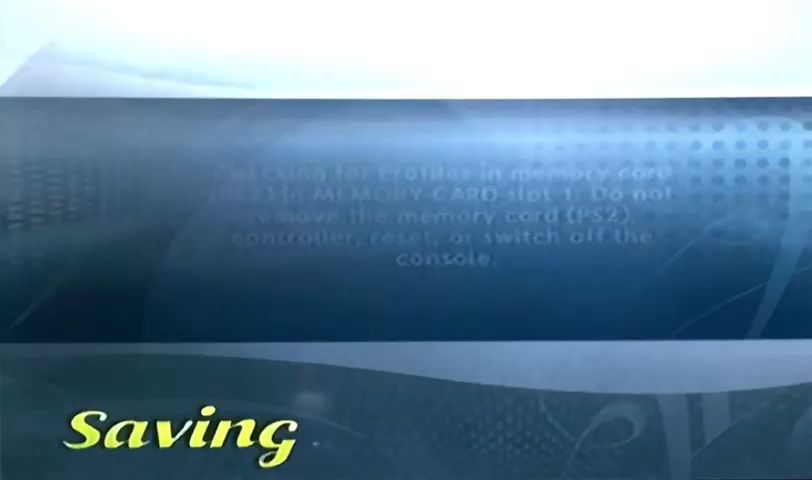 Checking for Profiles in memory card
(PS2) in MEMORY CARD slot 1. Do not
remove the memory card (PS2),
controller, reset, or switch off the
console.
Saving